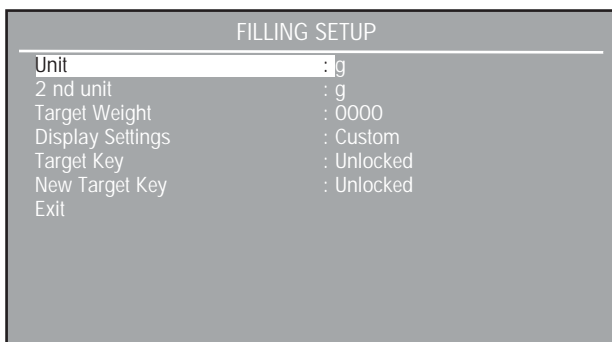 FILLING SETUP
Unit : g
2 nd unit : g
Target Weight : 0000
Display Settings : Custom
Target Key : Unlocked
New Target Key : Unlocked
Exit